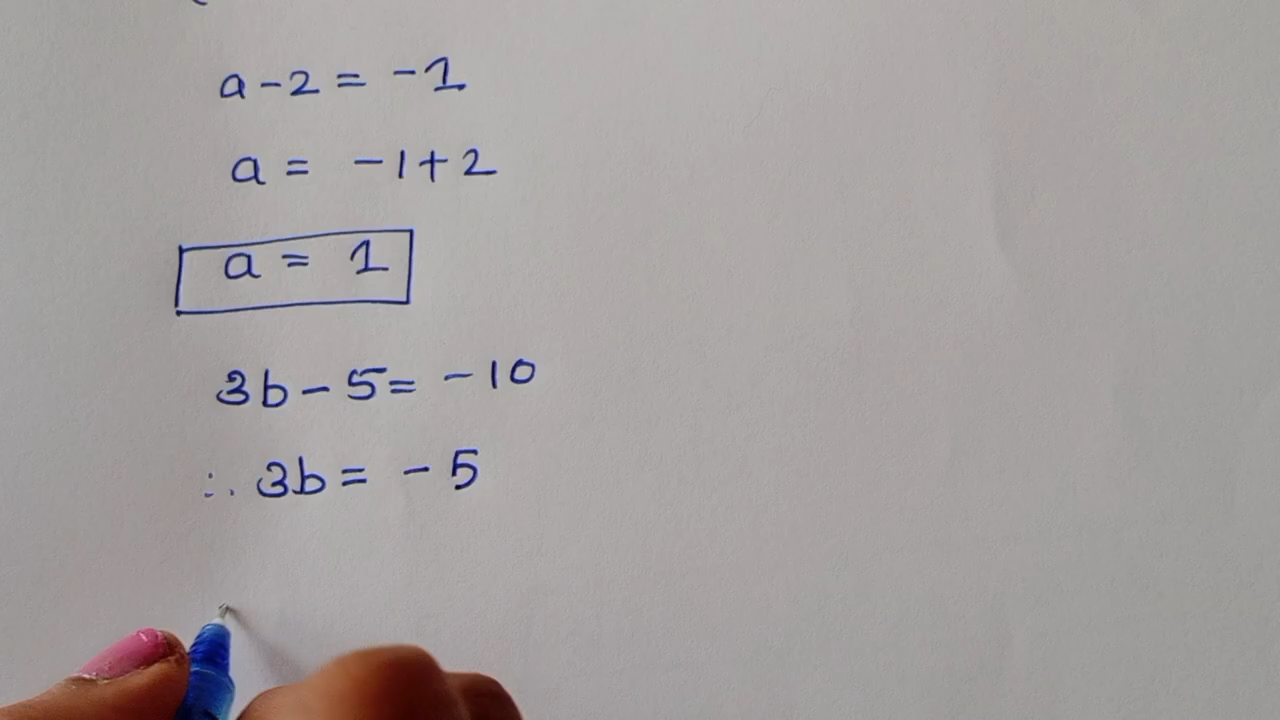 a - 2 = -1
a = -1 + 2
a = 1
3b - 5 = -10
∴ 3b = -5